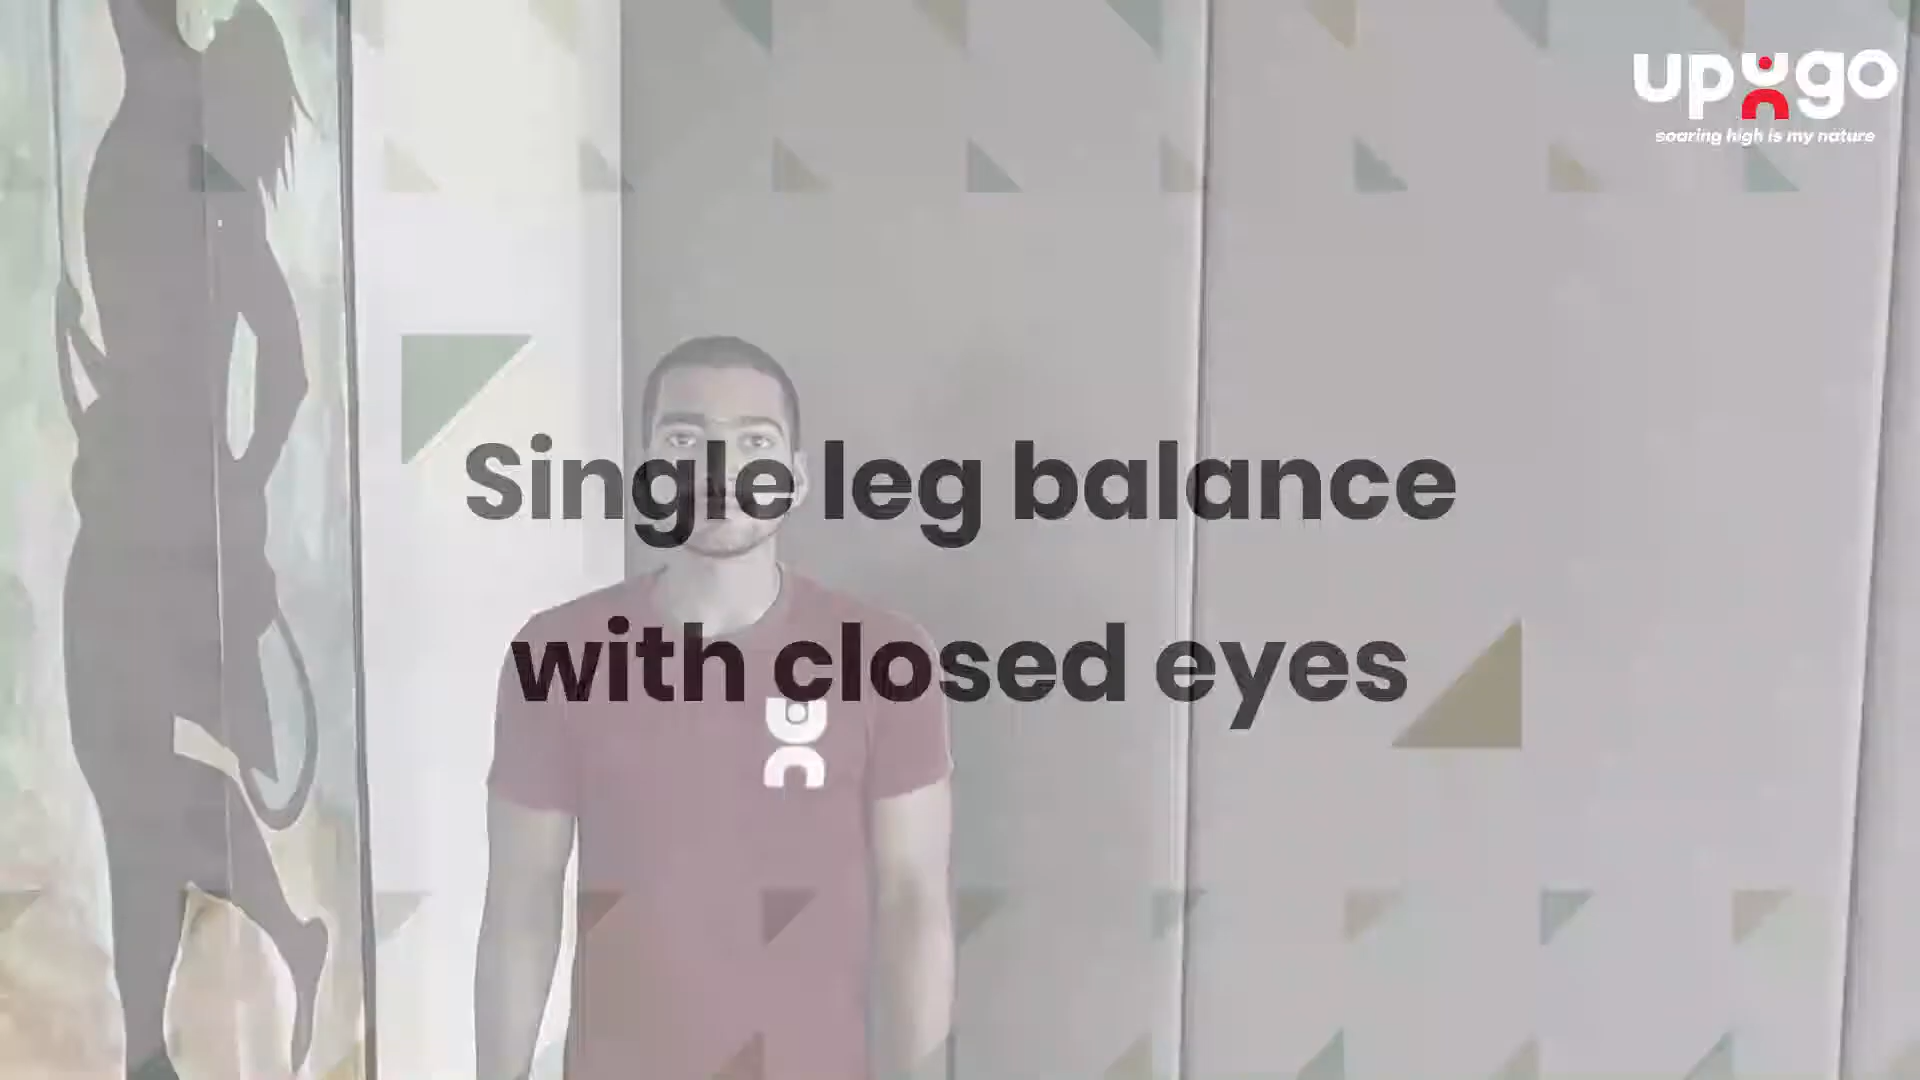 upngo
soaring high is my nature
Single leg balance
with closed eyes